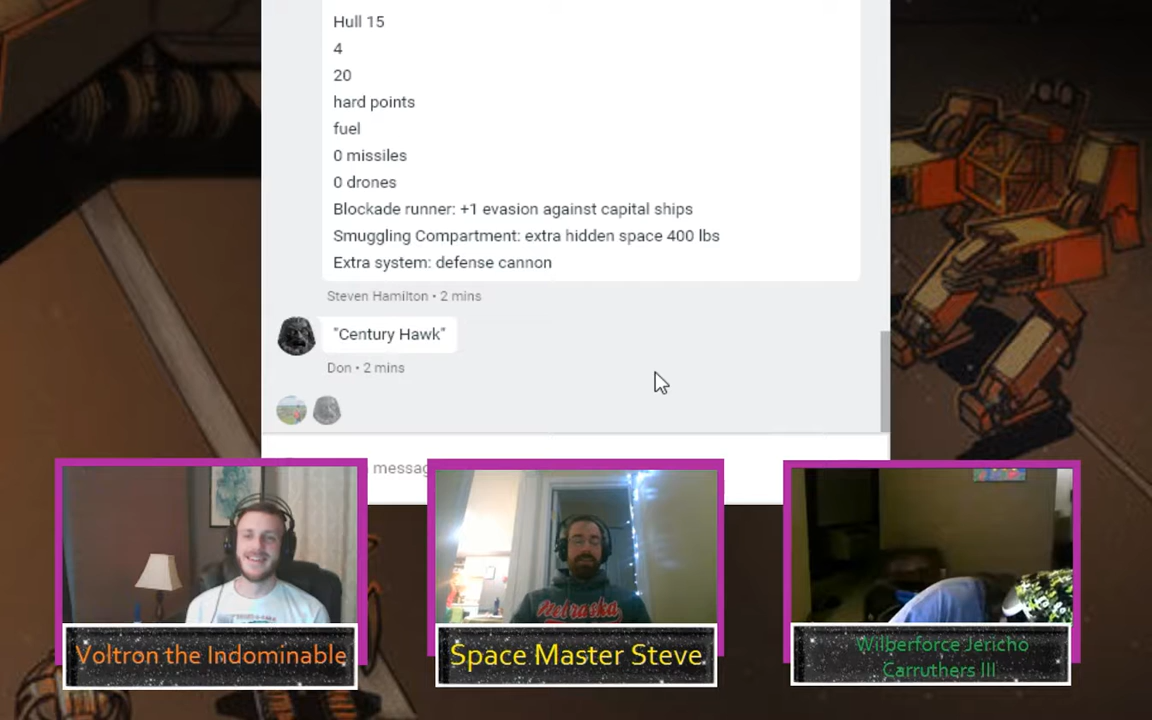 Hull 15
4
20
hard points
fuel
0 missiles
0 drones
Blockade runner: +1 evasion against capital ships
Smuggling Compartment: extra hidden space 400 lbs
Extra system: defense cannon
Steven Hamilton • 2 mins
"Century Hawk"
Don • 2 mins
messag
Nebraska
Voltron the Indominable
Space Master Steve
Wilberforce Jericho
Carruthers III